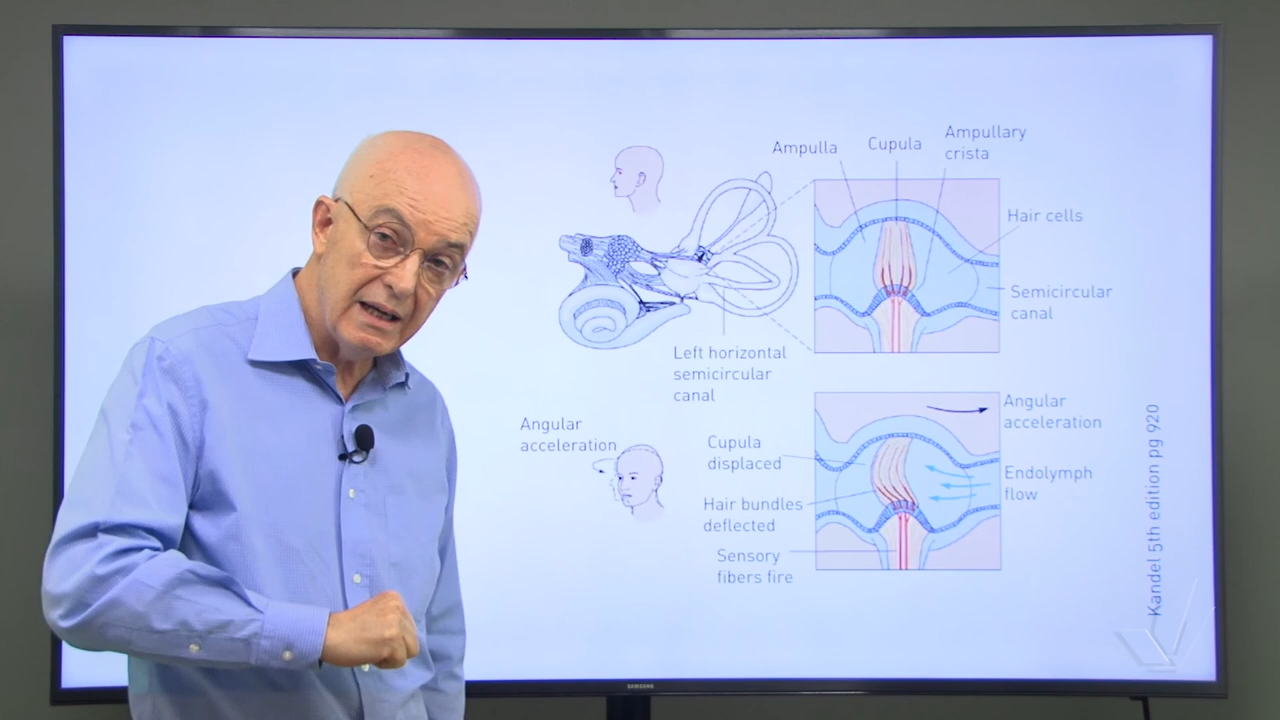 Ampulla
Cupula
Ampullary
crista
Hair cells
Semicircular
canal
Left horizontal
semicircular
canal
Angular
acceleration
Angular
acceleration
Cupula
displaced
Endolymph
flow
Hair bundles
deflected
Sensory
fibers fire
Kandel 5th edition pg 920
SAMSUNG